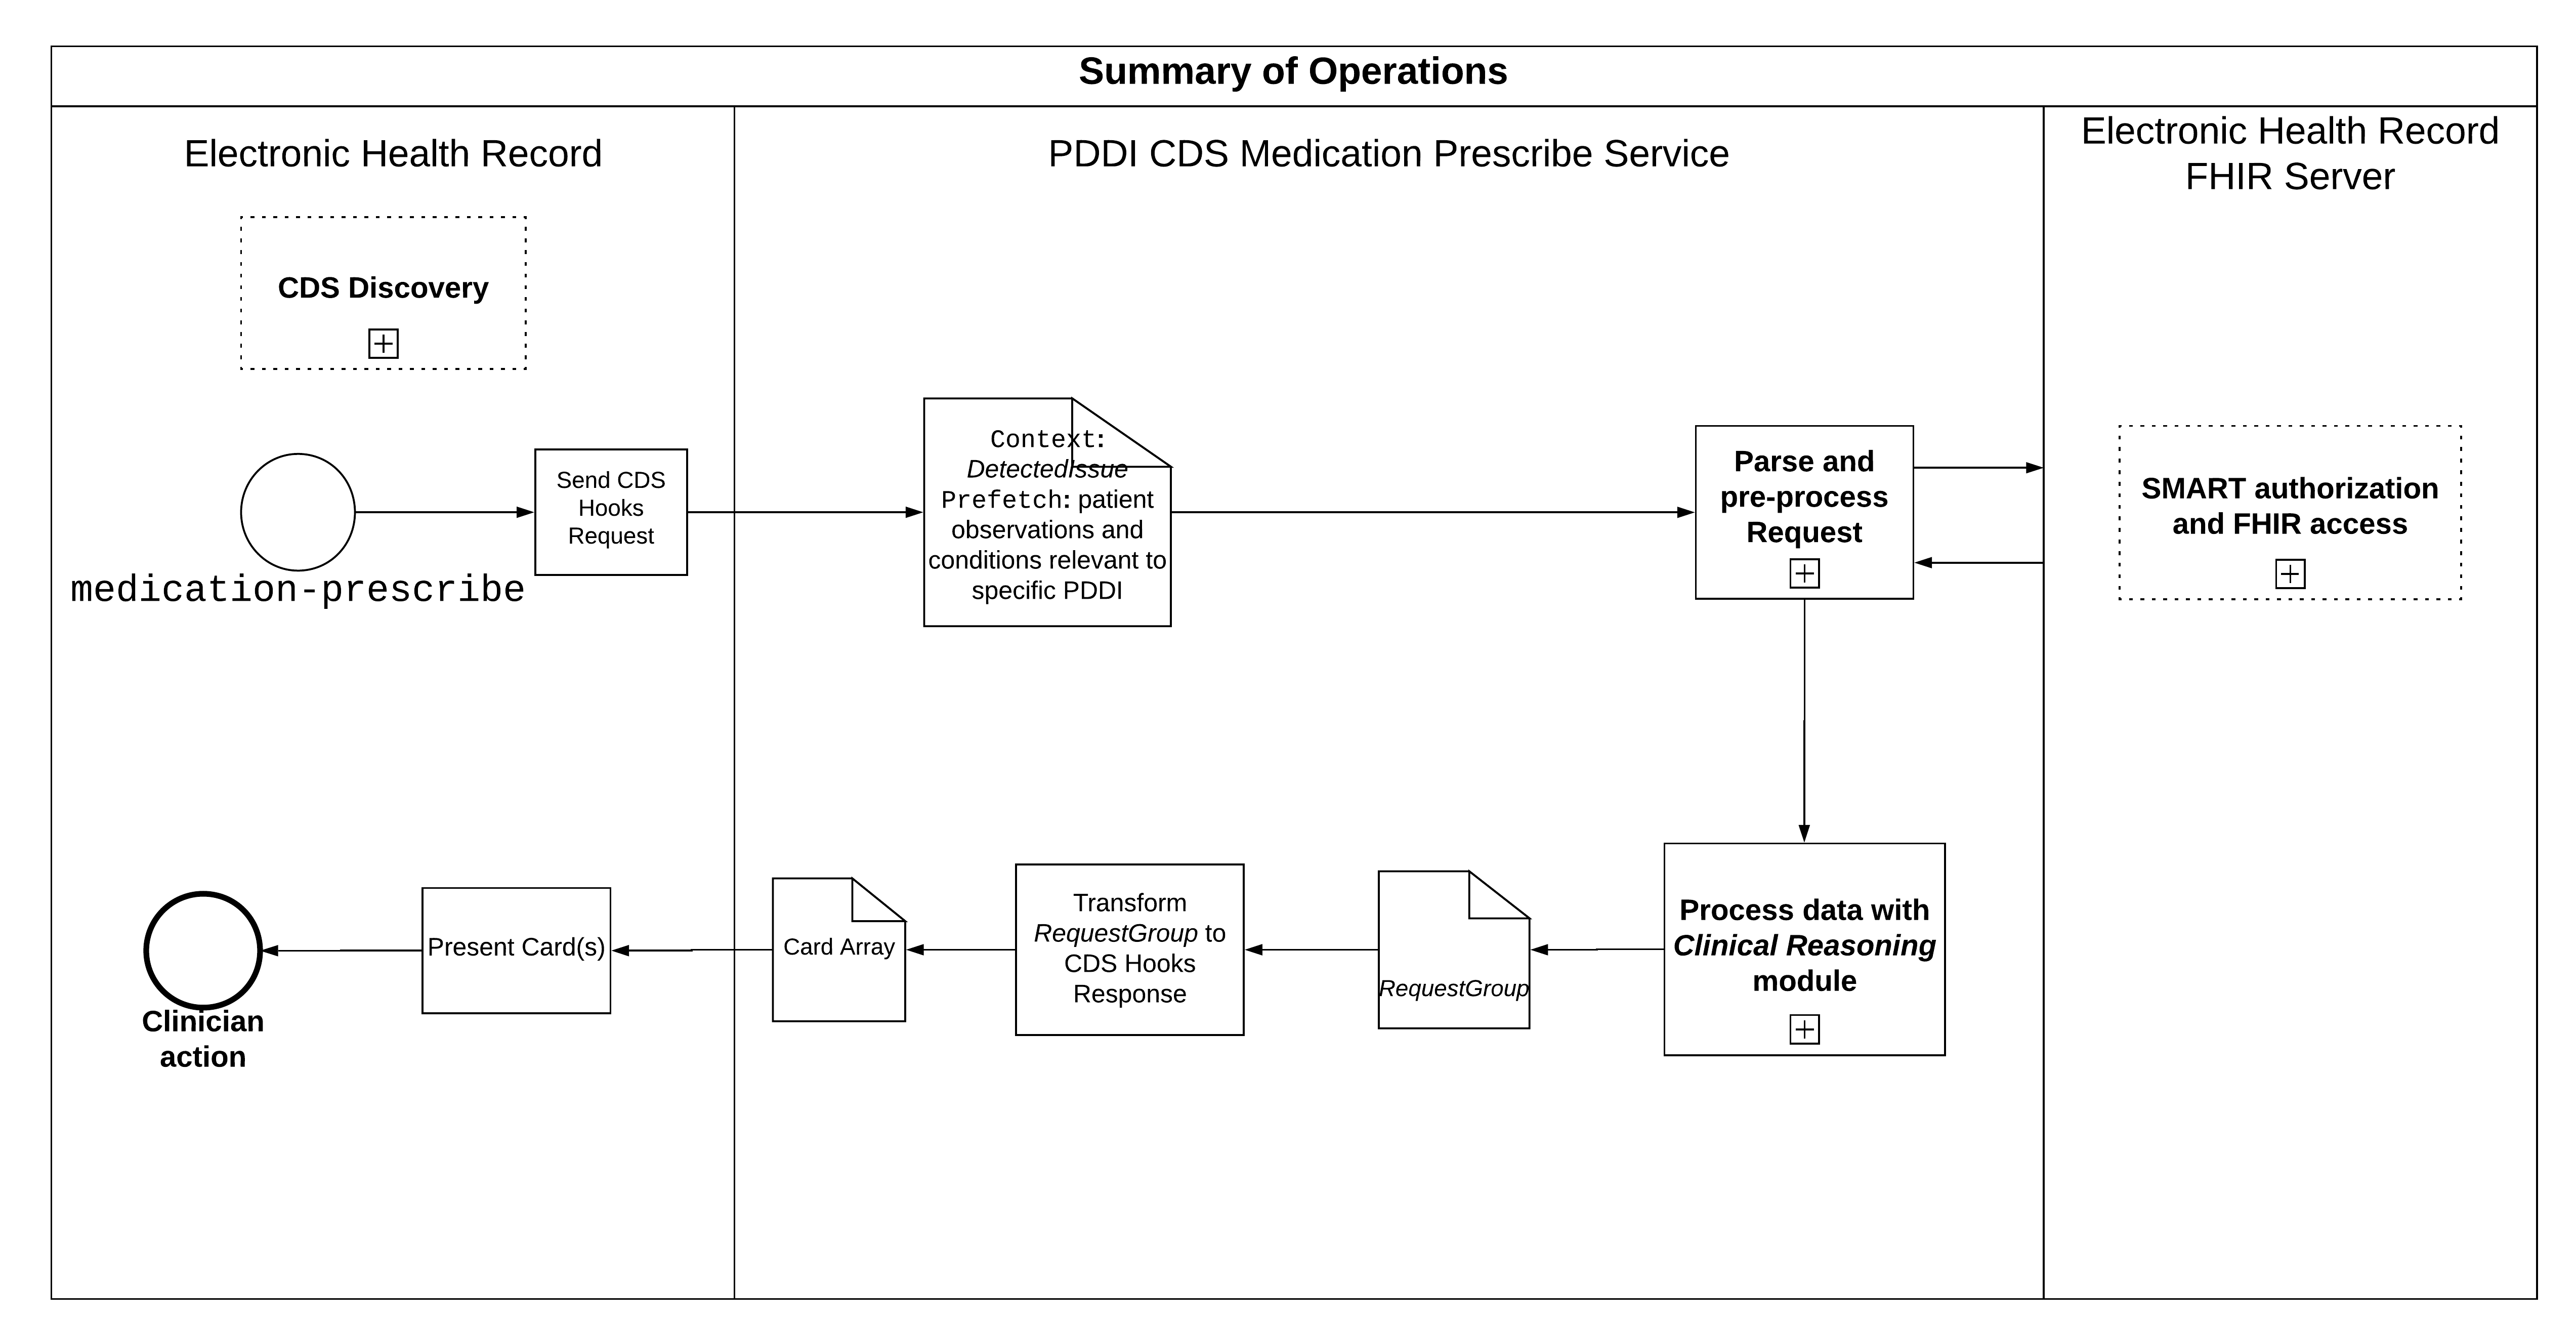 Summary of Operations
Electronic Health Record
PDDI CDS Medication Prescribe Service
Electronic Health Record
FHIR Server
CDS Discovery
medication-prescribe
Send CDS
Hooks
Request
Context:
DetectedIssue
Prefetch: patient
observations and
conditions relevant to
specific PDDI
Parse and
pre-process
Request
SMART authorization
and FHIR access
Clinician
action
Present Card(s)
Card Array
Transform
RequestGroup to
CDS Hooks
Response
RequestGroup
Process data with
Clinical Reasoning
module